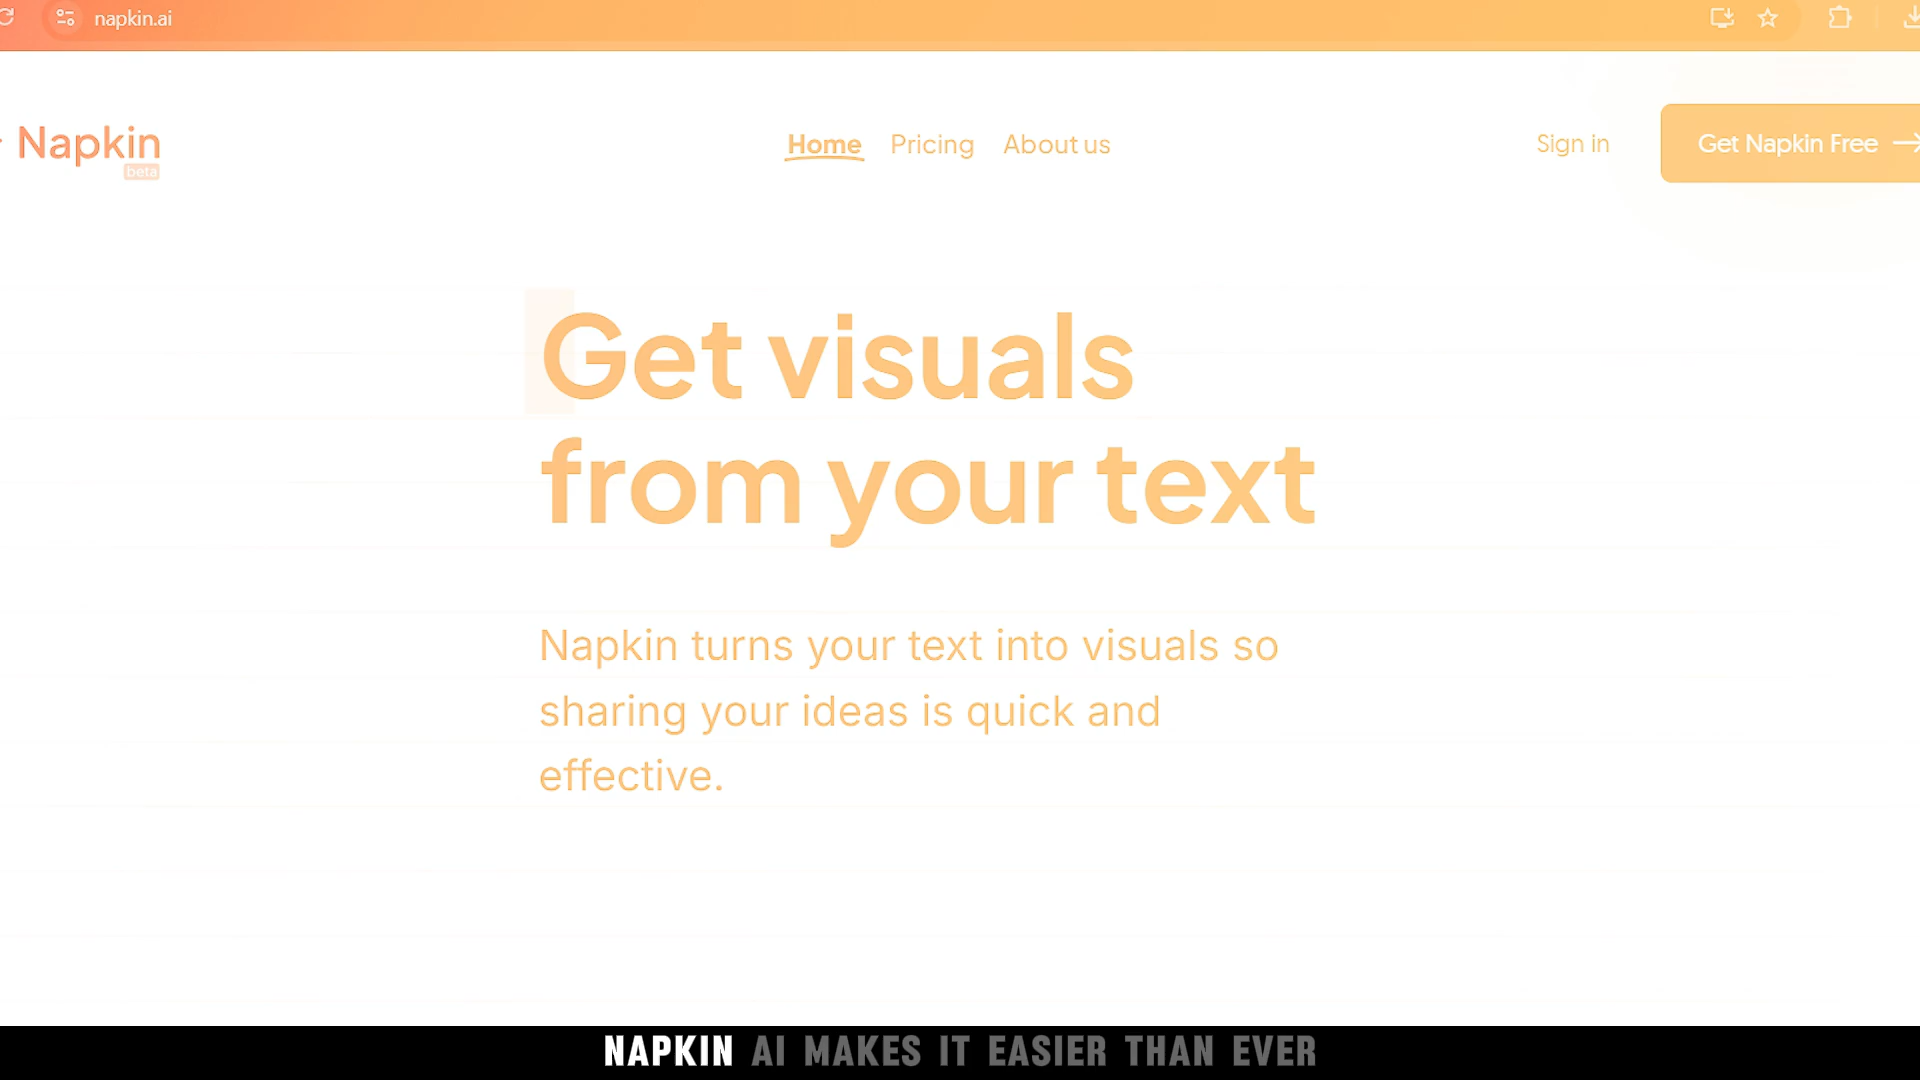 napkin.ai
Napkin
beta
Home Pricing About us
Sign in
Get Napkin Free
Get visuals
from your text
Napkin turns your text into visuals so
sharing your ideas is quick and
effective.
NAPKIN AI MAKES IT EASIER THAN EVER